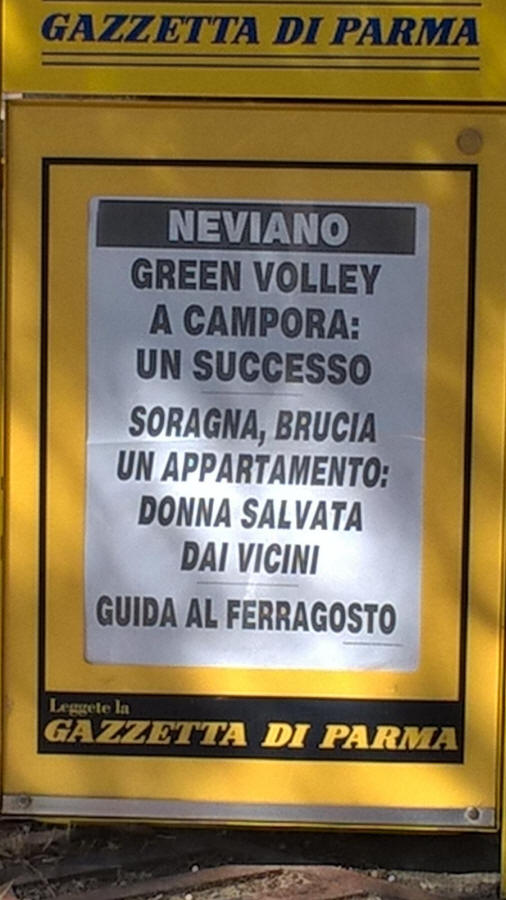 GAZZETTA DI PARMA
NEVIANO
GREEN VOLLEY
A CAMPORA:
UN SUCCESSO
SORAGNA, BRUCIA
UN APPARTAMENTO:
DONNA SALVATA
DAI VICINI
GUIDA AL FERRAGOSTO
Leggete la
GAZZETTA DI PARMA